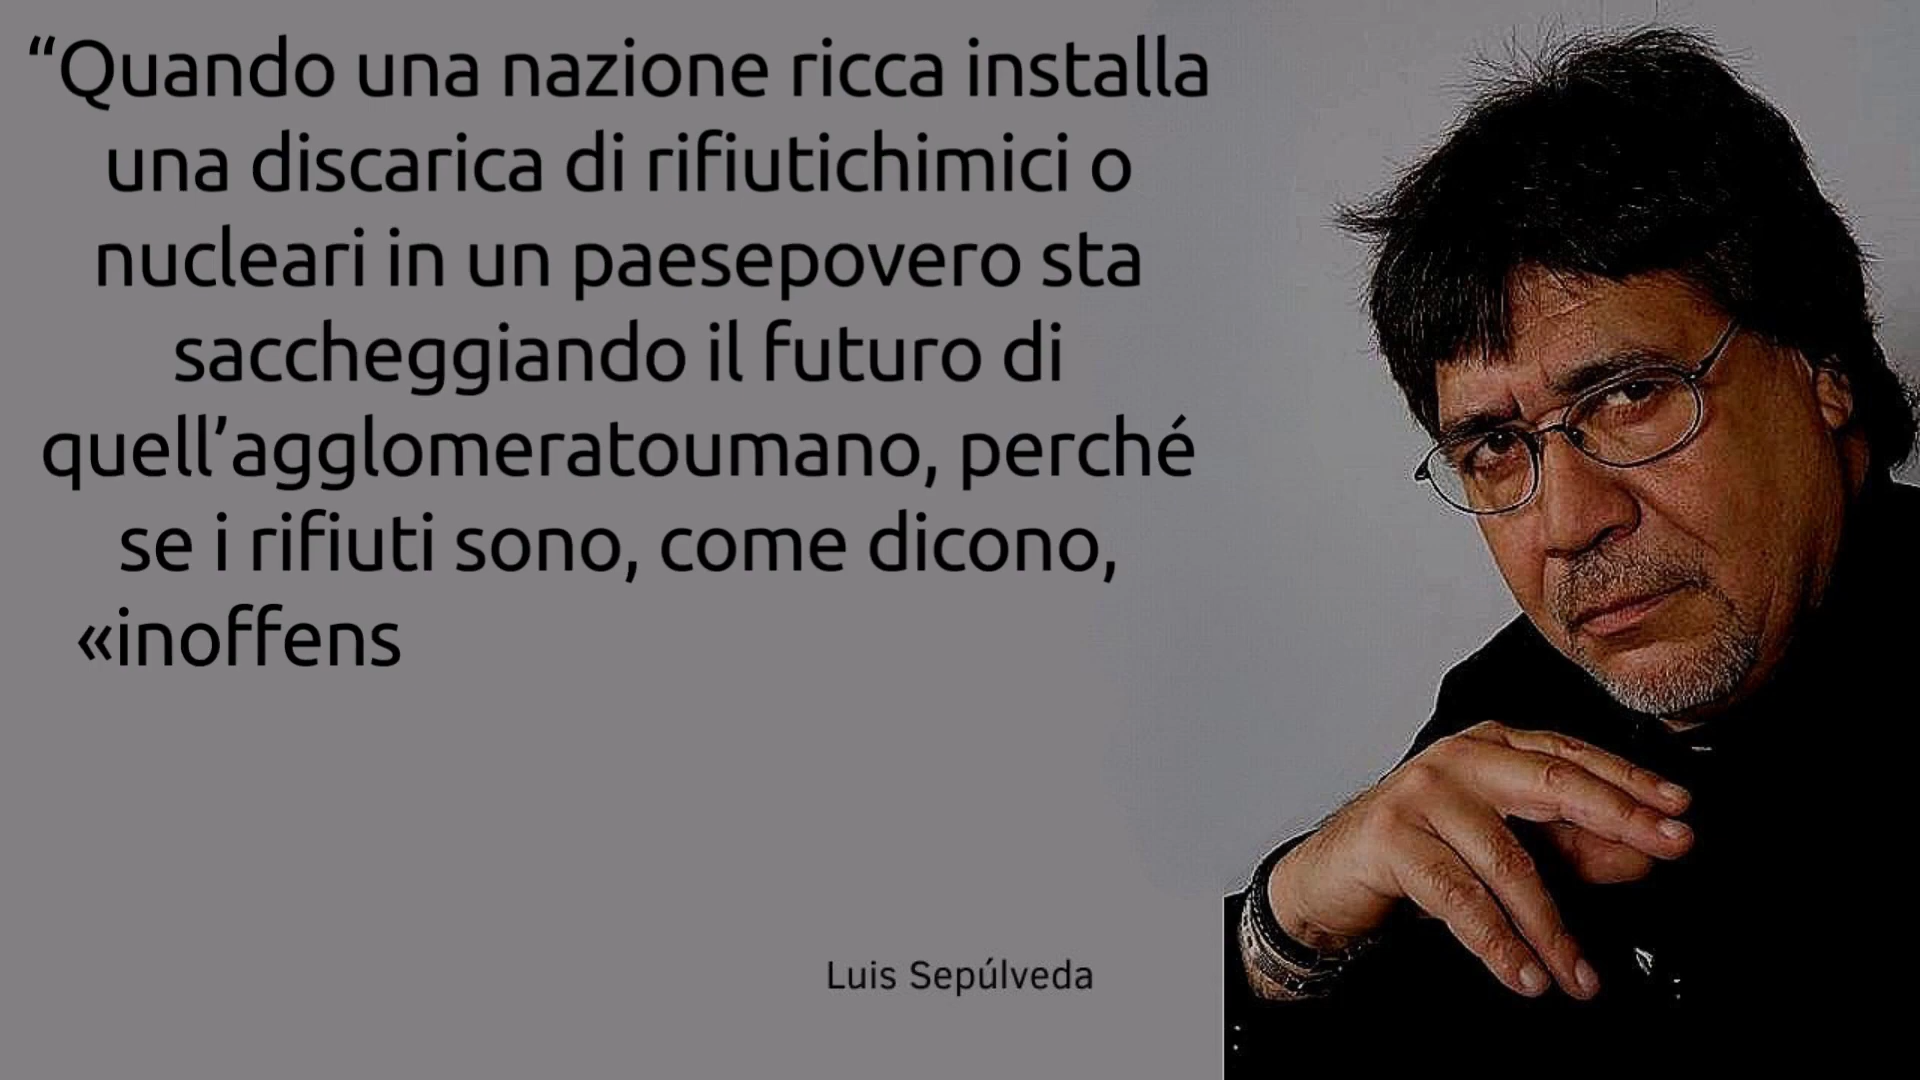 “Quando una nazione ricca installa
una discarica di rifiutichimici o
nucleari in un paesepovero sta
saccheggiando il futuro di
quell’agglomeratoumano, perché
se i rifiuti sono, come dicono,
«inoffens
Luis Sepúlveda